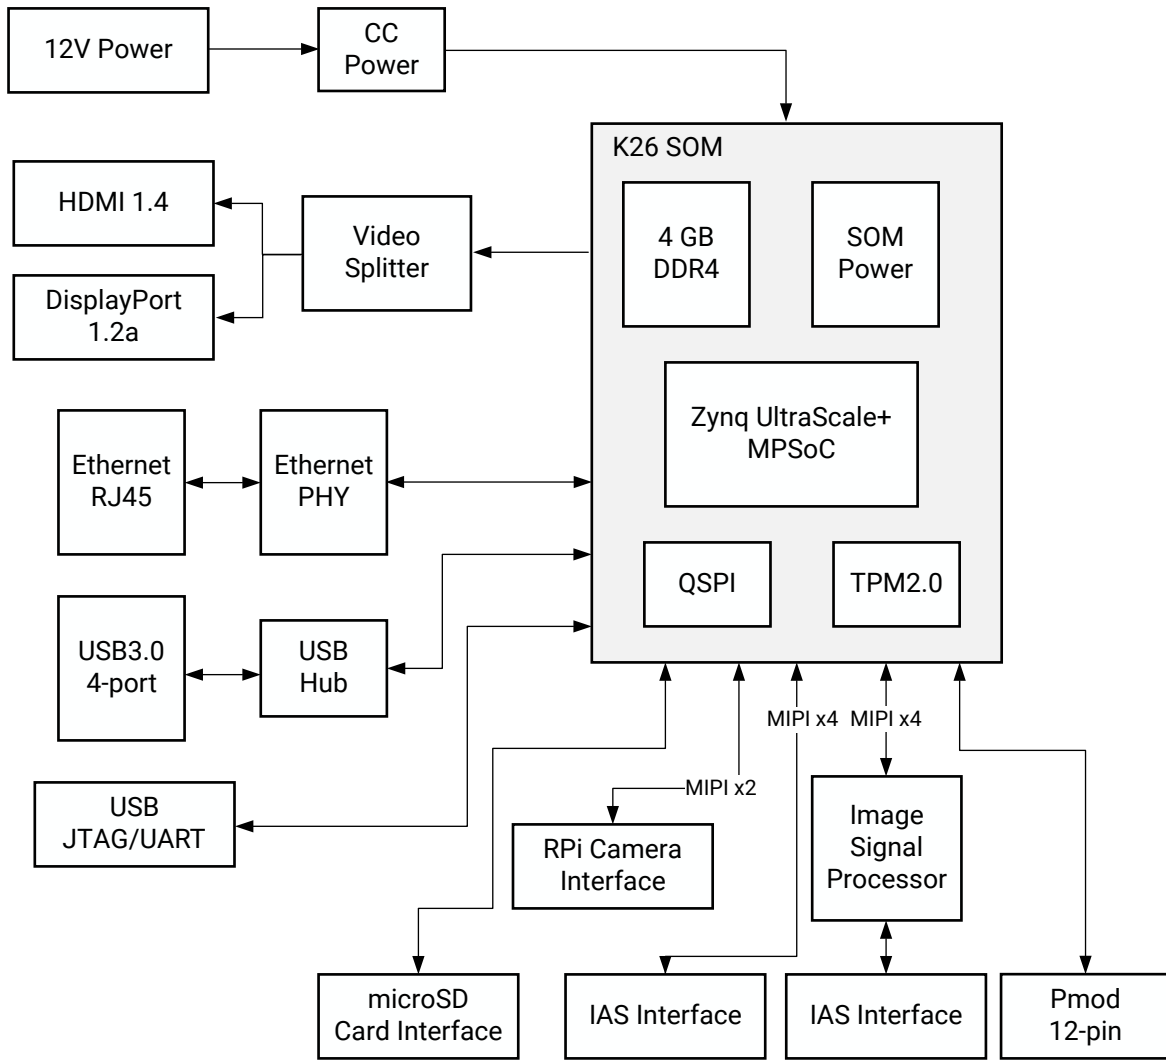 12V Power
CC
Power
K26 SOM
HDMI 1.4
Video
Splitter
4 GB
DDR4
SOM
Power
DisplayPort
1.2a
Zynq UltraScale+
MPSoC
Ethernet
RJ45
Ethernet
PHY
QSPI
TPM2.0
USB3.0
4-port
USB
Hub
MIPI x4
MIPI x4
MIPI x2
USB
JTAG/UART
RPi Camera
Interface
Image
Signal
Processor
microSD
Card Interface
IAS Interface
IAS Interface
Pmod
12-pin